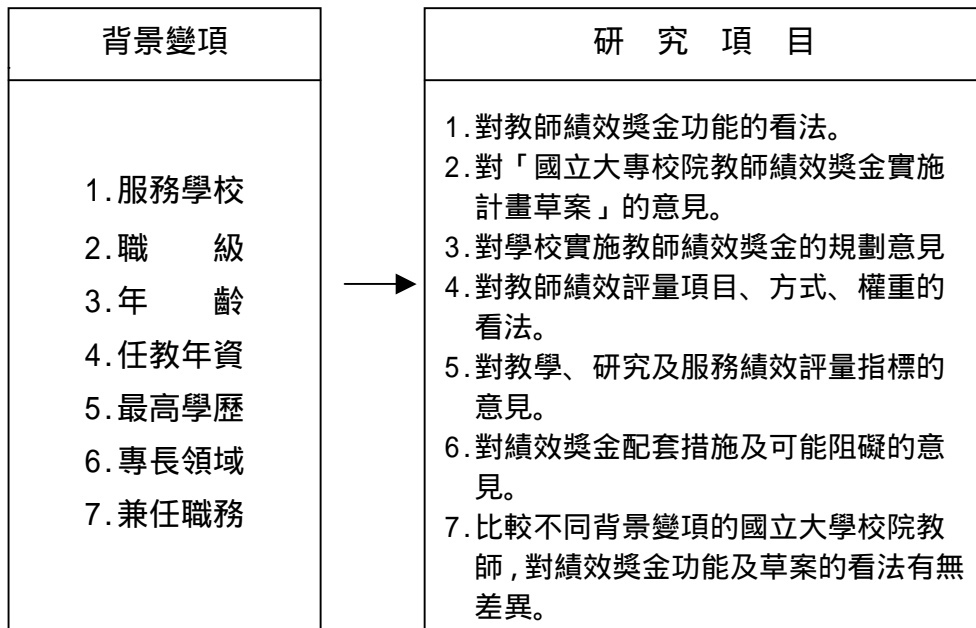 背景變項
1.服務學校
2.職　　級
3.年　　齡
4.任教年資
5.最高學歷
6.專長領域
7.兼任職務
研　究　項　目
1.對教師績效獎金功能的看法。
2.對「國立大專校院教師績效獎金實施
計畫草案」的意見。
3.對學校實施教師績效獎金的規劃意見
4.對教師績效評量項目、方式、權重的
看法。
5.對教學、研究及服務績效評量指標的
意見。
6.對績效獎金配套措施及可能阻礙的意
見。
7.比較不同背景變項的國立大學校院教
師,對績效獎金功能及草案的看法有無
差異。